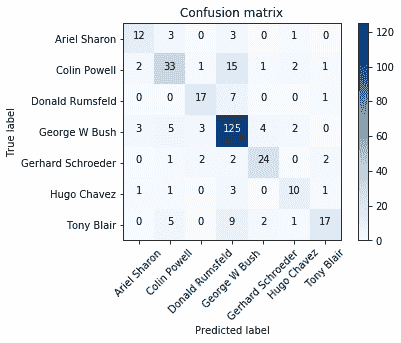 Confusion matrix
True label
Ariel Sharon 12 3 0 3 0 1 0
Colin Powell 2 33 1 15 1 2 1
Donald Rumsfeld 0 0 17 7 0 0 1
George W Bush 3 5 3 125 4 2 0
Gerhard Schroeder 0 1 2 2 24 0 2
Hugo Chavez 1 1 0 3 0 10 1
Tony Blair 0 5 0 9 2 1 17
Ariel Sharon
Colin Powell
Donald Rumsfeld
George W Bush
Gerhard Schroeder
Hugo Chavez
Tony Blair
Predicted label
120
100
80
60
40
20
0